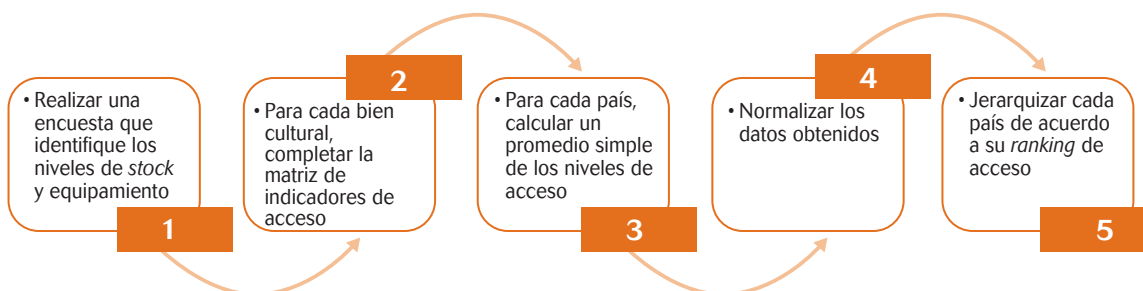 • Realizar una
encuesta que
identifique los
niveles de stock
y equipamiento
1
2
• Para cada bien
cultural,
completar la
matriz de
indicadores de
acceso
• Para cada país,
calcular un
promedio simple
de los niveles de
acceso
3
4
• Normalizar los
datos obtenidos
• Jerarquizar cada
país de acuerdo
a su ranking de
acceso
5